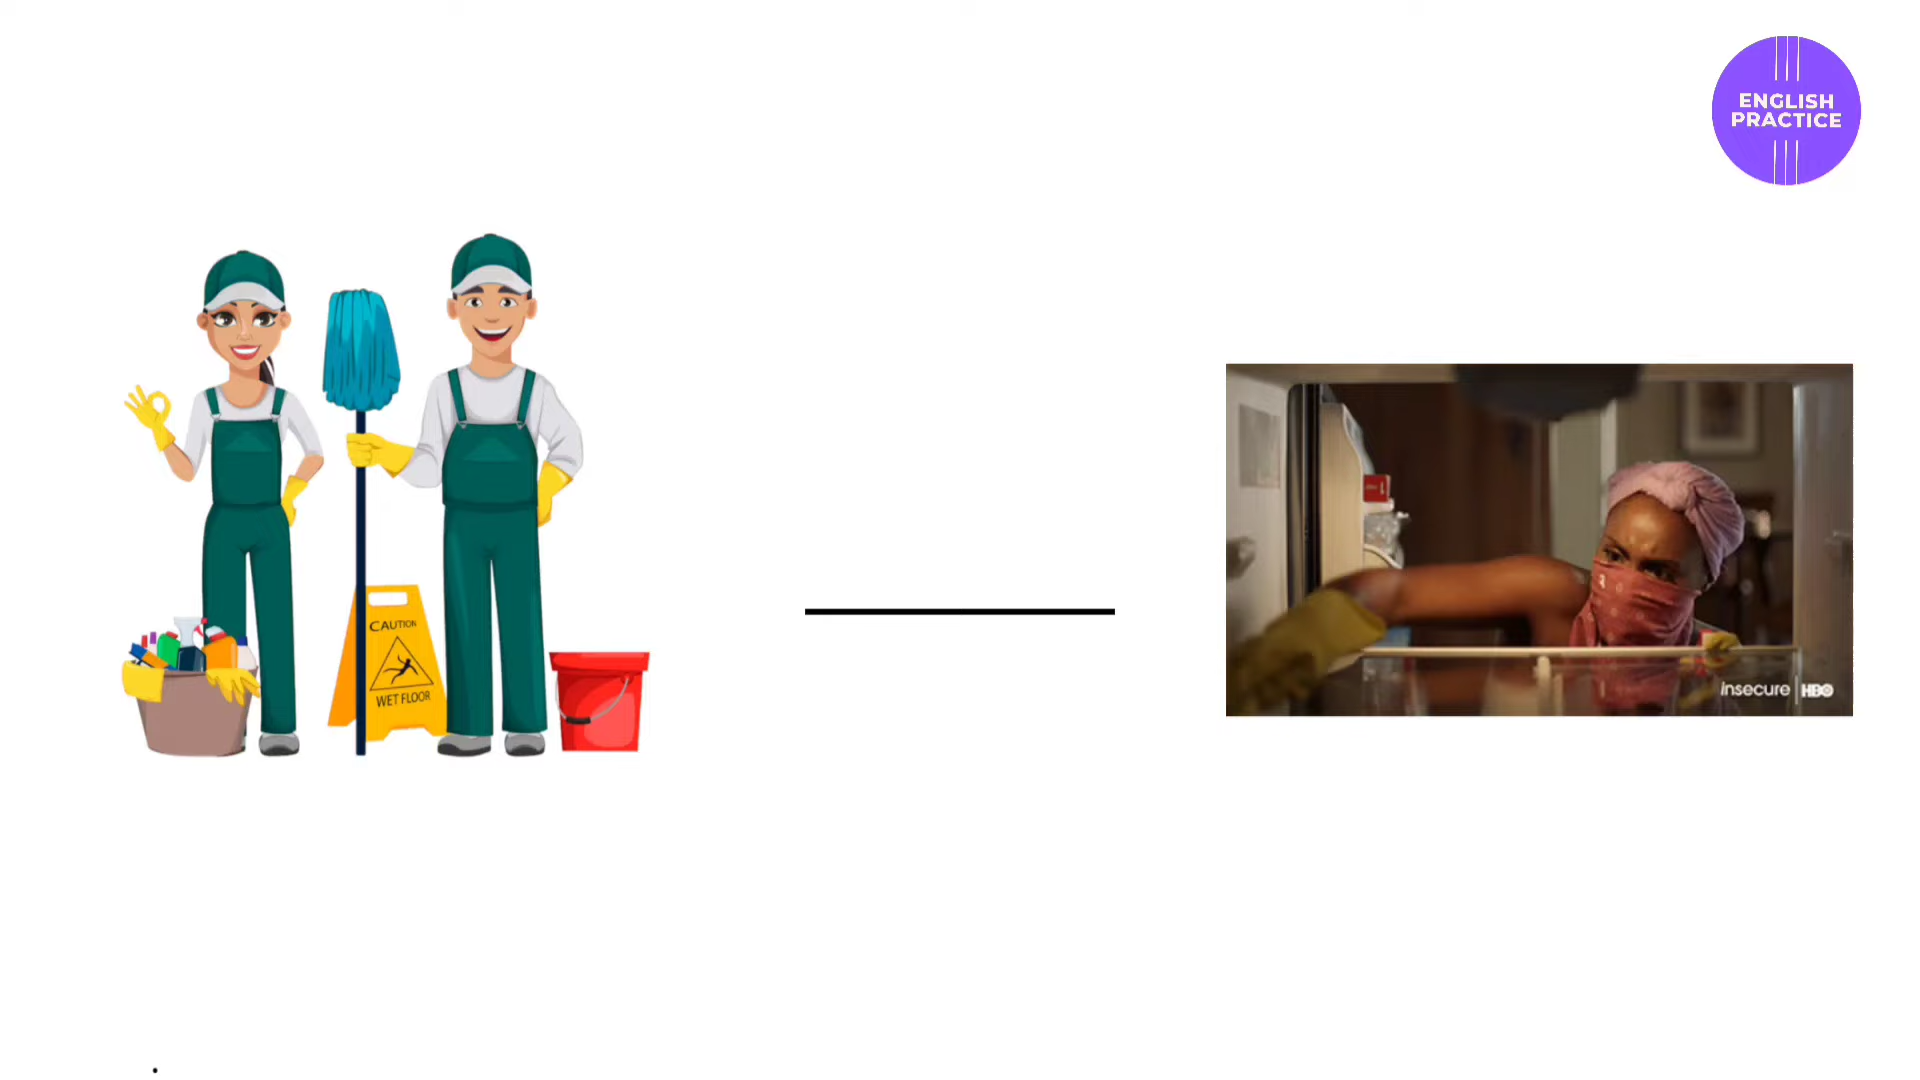 ENGLISH
PRACTICE
CAUTION
WET FLOOR
insecure HBO